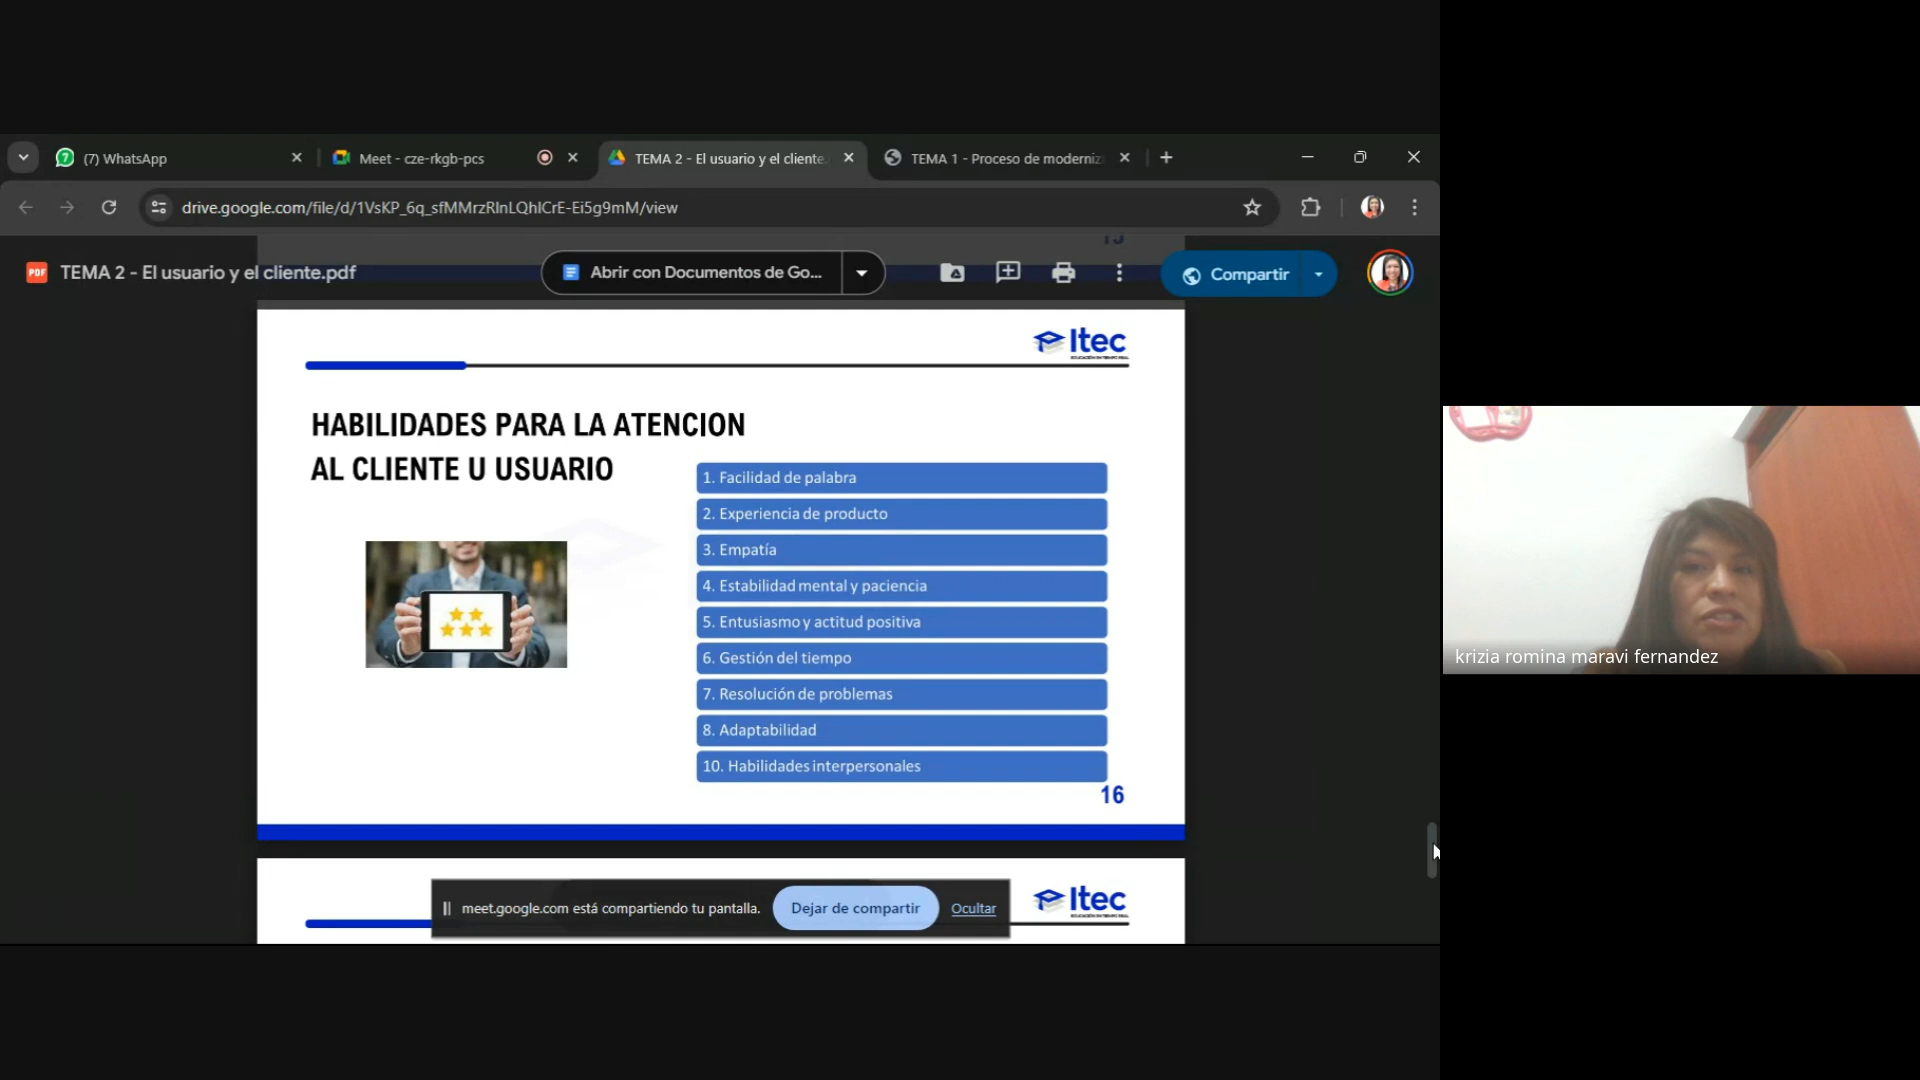 (7) WhatsApp
Meet - cze-rkgb-pcs
TEMA 2 - El usuario y el cliente.
TEMA 1 - Proceso de moderniz
drive.google.com/file/d/1VsKP_6q_sfMMrzRlnLQhICrE-Ei5g9mM/view
15
PDF
TEMA 2 - El usuario y el cliente.pdf
Abrir con Documentos de Go...
Compartir
Itec
HABILIDADES PARA LA ATENCION
AL CLIENTE U USUARIO
1. Facilidad de palabra
2. Experiencia de producto
3. Empatía
4. Estabilidad mental y paciencia
5. Entusiasmo y actitud positiva
6. Gestión del tiempo
7. Resolución de problemas
8. Adaptabilidad
10. Habilidades interpersonales
16
krizia romina maravi fernandez
meet.google.com está compartiendo tu pantalla.
Dejar de compartir
Ocultar
Itec